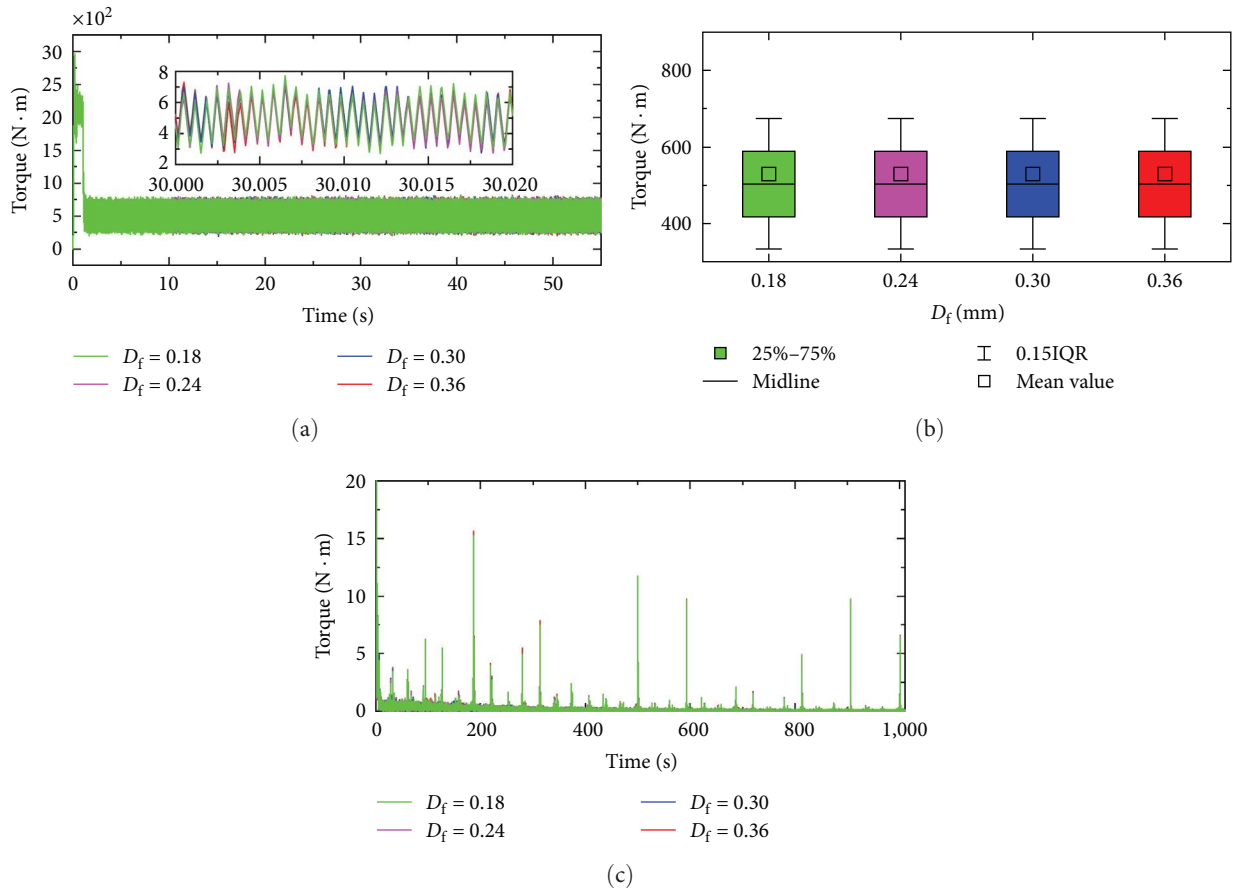 ×10²
Torque (N · m)
30
25
20
15
10
5
0
8
6
4
2
30.000 30.005 30.010 30.015 30.020
0 10 20 30 40 50
Time (s)
D_f = 0.18 D_f = 0.30
D_f = 0.24 D_f = 0.36
(a)
Torque (N · m)
800
600
400
0.18 0.24 0.30 0.36
D_f (mm)
25%–75% 0.15IQR
Midline Mean value
(b)
Torque (N · m)
20
15
10
5
0
0 200 400 600 800 1,000
Time (s)
D_f = 0.18 D_f = 0.30
D_f = 0.24 D_f = 0.36
(c)